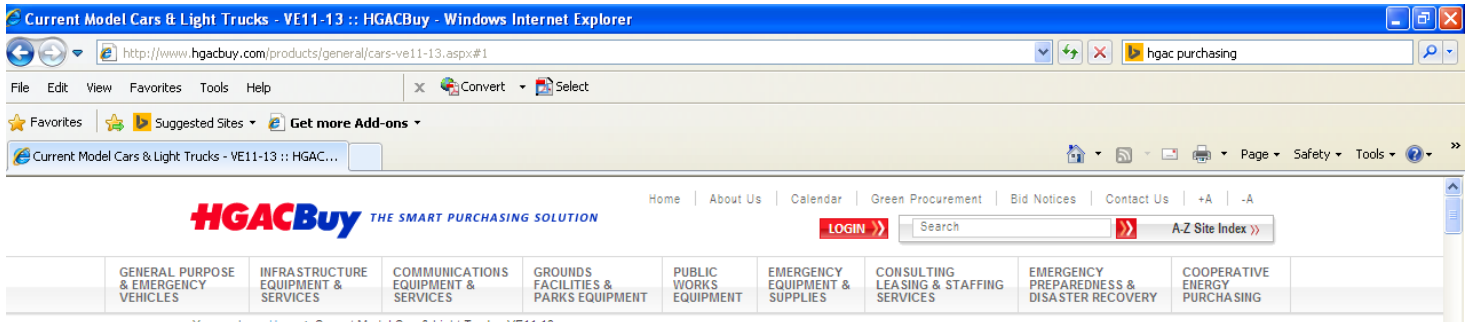 Current Model Cars & Light Trucks - VE11-13 :: HGACBuy - Windows Internet Explorer
http://www.hgacbuy.com/products/general/cars-ve11-13.aspx#1
hgac purchasing
File Edit View Favorites Tools Help
x Convert Select
Favorites Suggested Sites Get more Add-ons
Current Model Cars & Light Trucks - VE11-13 :: HGAC...
Page Safety Tools »
Home | About Us | Calendar | Green Procurement | Bid Notices | Contact Us | +A | -A
HGACBuy THE SMART PURCHASING SOLUTION
LOGIN » Search » A-Z Site Index »
GENERAL PURPOSE & EMERGENCY VEHICLES
INFRASTRUCTURE EQUIPMENT & SERVICES
COMMUNICATIONS EQUIPMENT & SERVICES
GROUNDS FACILITIES & PARKS EQUIPMENT
PUBLIC WORKS EQUIPMENT
EMERGENCY EQUIPMENT & SUPPLIES
CONSULTING LEASING & STAFFING SERVICES
EMERGENCY PREPAREDNESS & DISASTER RECOVERY
COOPERATIVE ENERGY PURCHASING